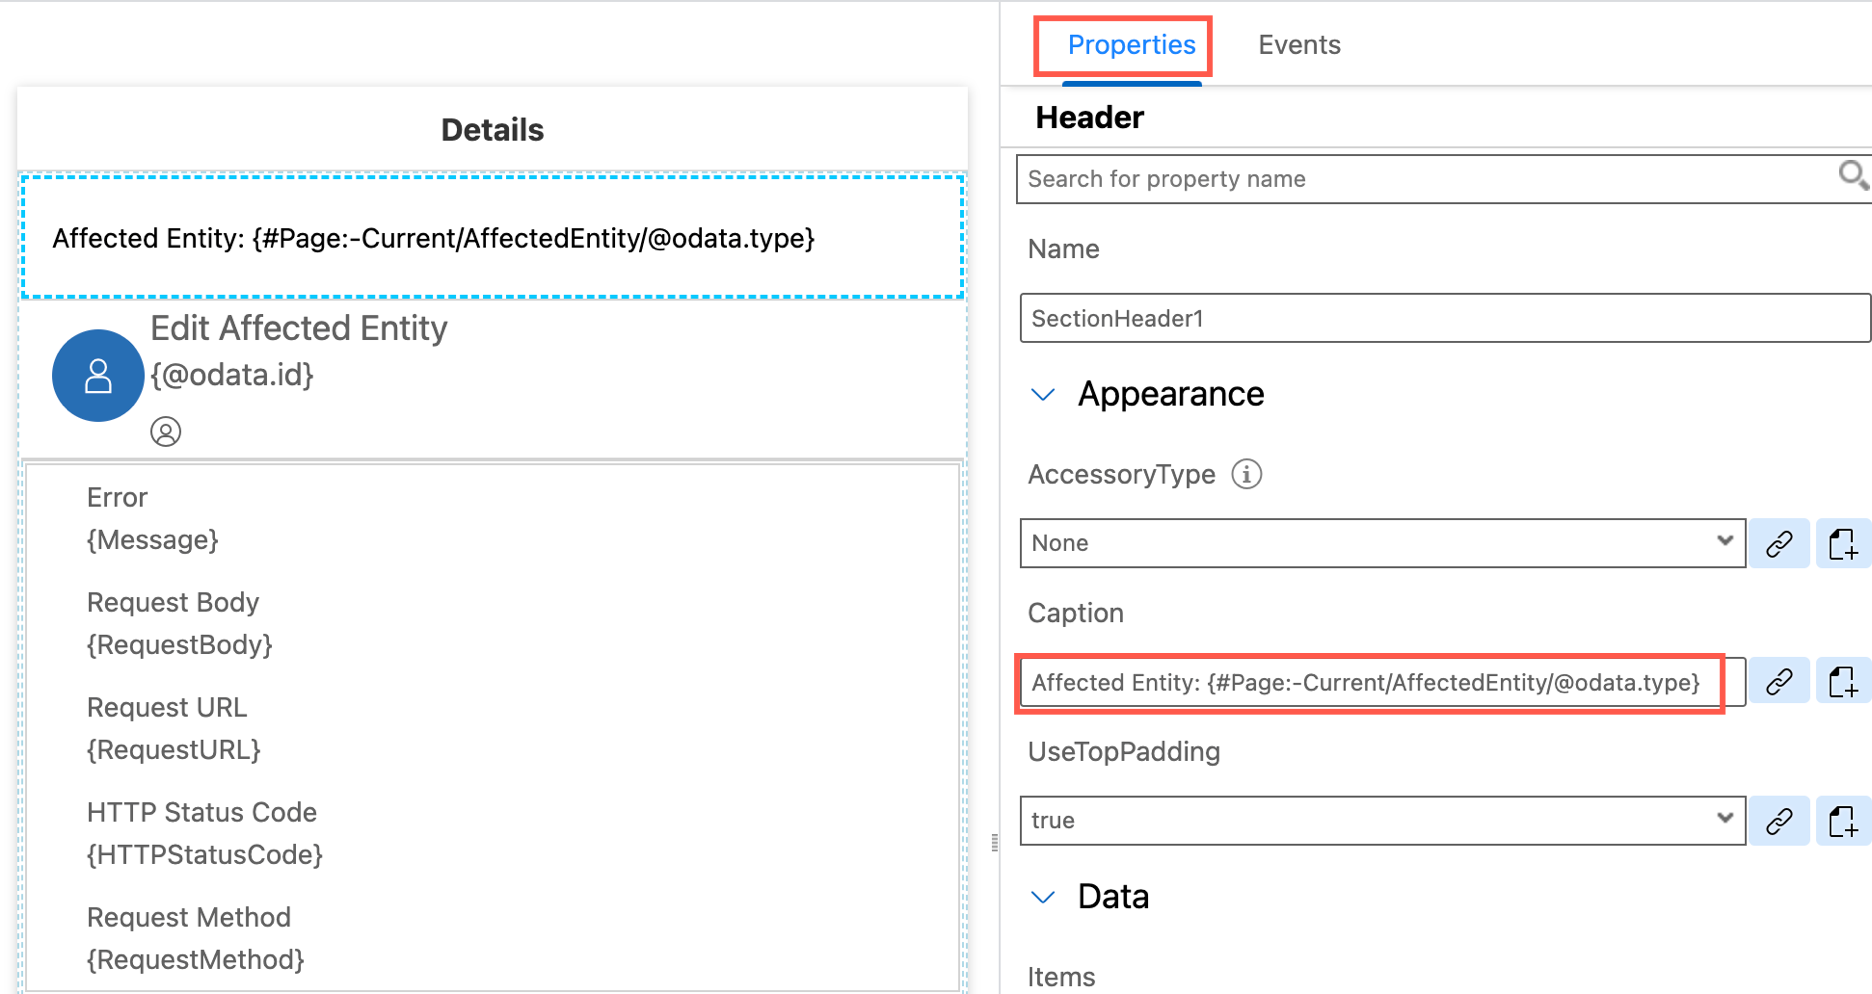 Details
Affected Entity: {#Page:-Current/AffectedEntity/@odata.type}
Edit Affected Entity
{@odata.id}
Error
{Message}
Request Body
{RequestBody}
Request URL
{RequestURL}
HTTP Status Code
{HTTPStatusCode}
Request Method
{RequestMethod}
Properties
Events
Header
Search for property name
Name
SectionHeader1
Appearance
AccessoryType
None
Caption
Affected Entity: {#Page:-Current/AffectedEntity/@odata.type}
UseTopPadding
true
Data
Items